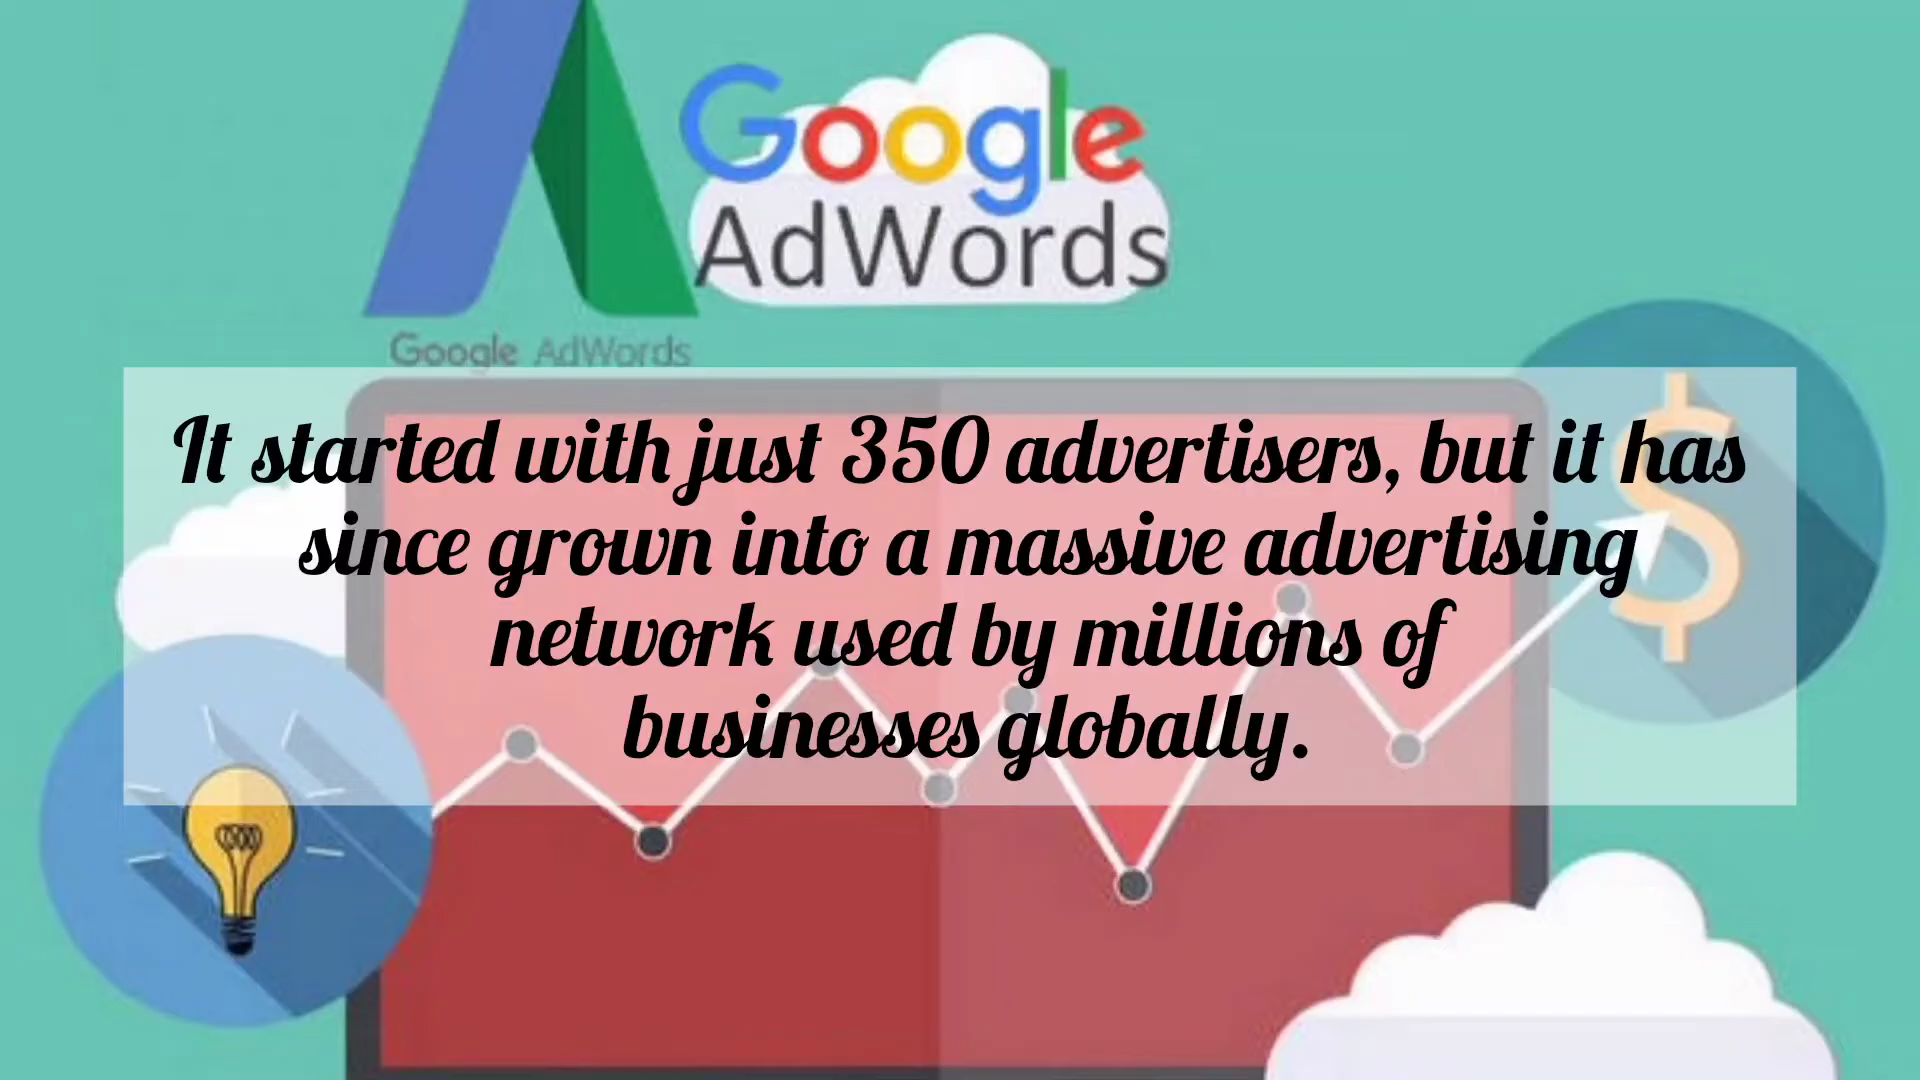 Google
AdWords
Google AdWords
It started with just 350 advertisers, but it has
since grown into a massive advertising
network used by millions of
businesses globally.